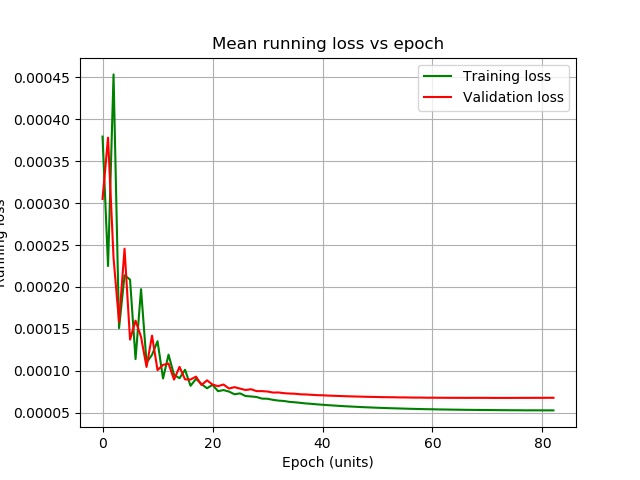 Mean running loss vs epoch
Training loss
Validation loss
0.00045
0.00040
0.00035
0.00030
0.00025
0.00020
0.00015
0.00010
0.00005
Running loss
0 20 40 60 80
Epoch (units)